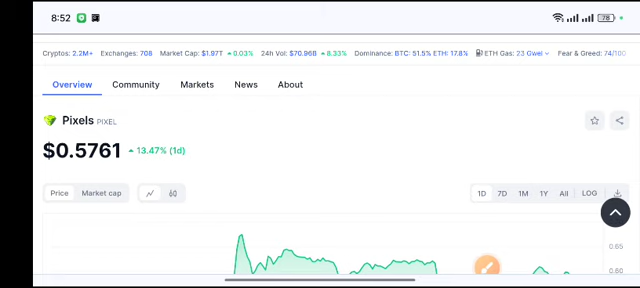 8:52 78
Cryptos: 2.2M+ Exchanges: 708 Market Cap: $1.97T 0.03% 24h Vol: $70.96B 8.33% Dominance: BTC: 51.5% ETH: 17.8% ETH Gas: 23 Gwei Fear & Greed: 74/100
Overview Community Markets News About
Pixels PIXEL
$0.5761 13.47% (1d)
Price Market cap 1D 7D 1M 1Y All LOG
0.65
0.60